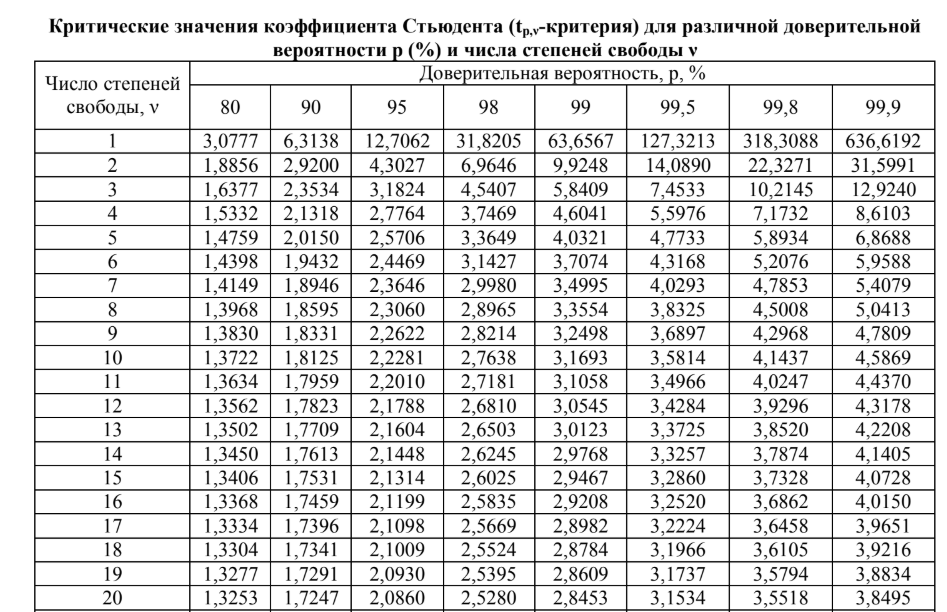 Критические значения коэффициента Стьюдента (tp,ν-критерия) для различной доверительной
вероятности p (%) и числа степеней свободы ν
Число степеней свободы, ν
Доверительная вероятность, p, %
80 90 95 98 99 99,5 99,8 99,9
1 3,0777 6,3138 12,7062 31,8205 63,6567 127,3213 318,3088 636,6192
2 1,8856 2,9200 4,3027 6,9646 9,9248 14,0890 22,3271 31,5991
3 1,6377 2,3534 3,1824 4,5407 5,8409 7,4533 10,2145 12,9240
4 1,5332 2,1318 2,7764 3,7469 4,6041 5,5976 7,1732 8,6103
5 1,4759 2,0150 2,5706 3,3649 4,0321 4,7733 5,8934 6,8688
6 1,4398 1,9432 2,4469 3,1427 3,7074 4,3168 5,2076 5,9588
7 1,4149 1,8946 2,3646 2,9980 3,4995 4,0293 4,7853 5,4079
8 1,3968 1,8595 2,3060 2,8965 3,3554 3,8325 4,5008 5,0413
9 1,3830 1,8331 2,2622 2,8214 3,2498 3,6897 4,2968 4,7809
10 1,3722 1,8125 2,2281 2,7638 3,1693 3,5814 4,1437 4,5869
11 1,3634 1,7959 2,2010 2,7181 3,1058 3,4966 4,0247 4,4370
12 1,3562 1,7823 2,1788 2,6810 3,0545 3,4284 3,9296 4,3178
13 1,3502 1,7709 2,1604 2,6503 3,0123 3,3725 3,8520 4,2208
14 1,3450 1,7613 2,1448 2,6245 2,9768 3,3257 3,7874 4,1405
15 1,3406 1,7531 2,1314 2,6025 2,9467 3,2860 3,7328 4,0728
16 1,3368 1,7459 2,1199 2,5835 2,9208 3,2520 3,6862 4,0150
17 1,3334 1,7396 2,1098 2,5669 2,8982 3,2224 3,6458 3,9651
18 1,3304 1,7341 2,1009 2,5524 2,8784 3,1966 3,6105 3,9216
19 1,3277 1,7291 2,0930 2,5395 2,8609 3,1737 3,5794 3,8834
20 1,3253 1,7247 2,0860 2,5280 2,8453 3,1534 3,5518 3,8495